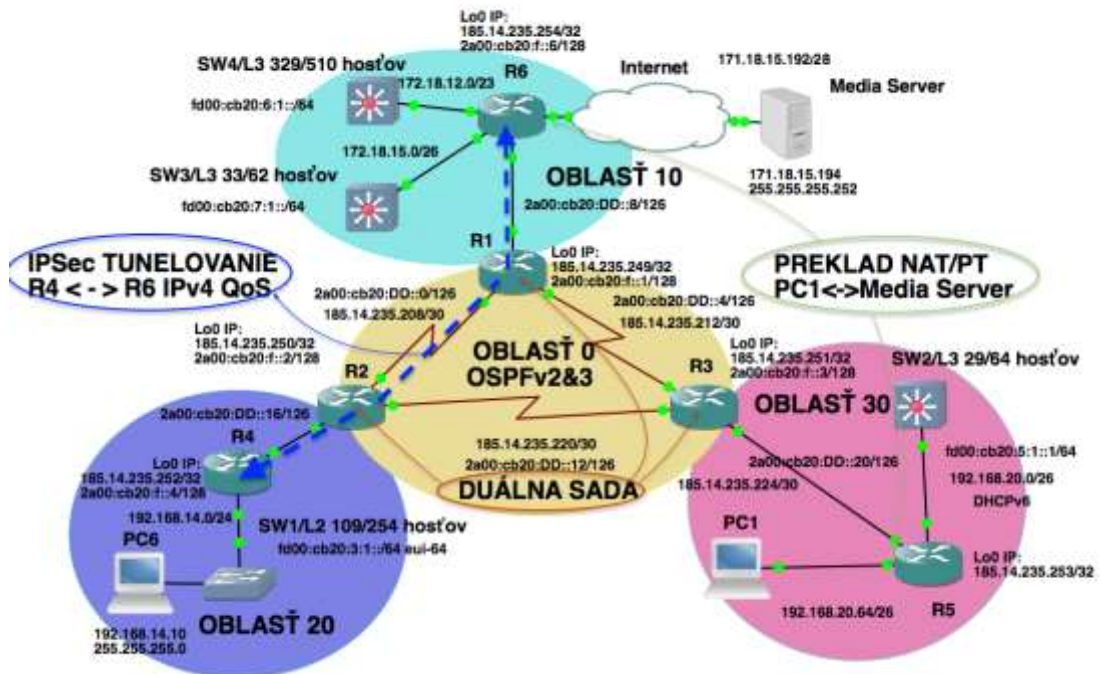 Lo0 IP:
185.14.235.254/32
2a00:cb20:f::6/128
R6
SW4/L3 329/510 hosťov
172.18.12.0/23
fd00:cb20:6:1::/64
Internet
171.18.15.192/28
Media Server
172.18.15.0/26
SW3/L3 33/62 hosťov
fd00:cb20:7:1::/64
OBLASŤ 10
2a00:cb20:DD::8/126
171.18.15.194
255.255.255.252
R1
Lo0 IP:
185.14.235.249/32
2a00:cb20:f::1/128
IPSec TUNELOVANIE
R4 < - > R6 IPv4 QoS
PREKLAD NAT/PT
PC1<->Media Server
2a00:cb20:DD::0/126
185.14.235.208/30
2a00:cb20:DD::4/126
185.14.235.212/30
Lo0 IP:
185.14.235.250/32
2a00:cb20:f::2/128
OBLASŤ 0
OSPFv2&3
R2
R3
Lo0 IP:
185.14.235.251/32
2a00:cb20:f::3/128
SW2/L3 29/64 hosťov
OBLASŤ 30
2a00:cb20:DD::16/126
R4
185.14.235.220/30
2a00:cb20:DD::12/126
DUÁLNA SADA
2a00:cb20:DD::20/126
185.14.235.224/30
fd00:cb20:5:1::1/64
192.168.20.0/26
DHCPv6
Lo0 IP:
185.14.235.252/32
2a00:cb20:f::4/128
192.168.14.0/24
SW1/L2 109/254 hosťov
fd00:cb20:3:1::/64 eui-64
PC6
PC1
Lo0 IP:
185.14.235.253/32
R5
192.168.20.64/26
OBLASŤ 20
192.168.14.10
255.255.255.0